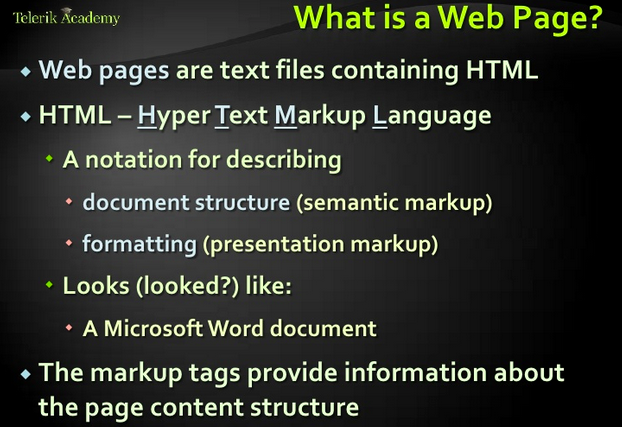 Telerik Academy
What is a Web Page?
Web pages are text files containing HTML
HTML – Hyper Text Markup Language
A notation for describing
document structure (semantic markup)
formatting (presentation markup)
Looks (looked?) like:
A Microsoft Word document
The markup tags provide information about
the page content structure